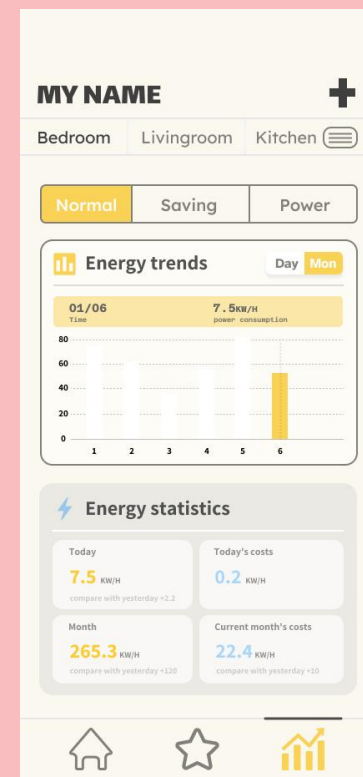 MY NAME
Bedroom Livingroom Kitchen
Normal Saving Power
Energy trends Day Mon
01/06 7.5KW/H
Time power consumption
80
60
40
20
0
1 2 3 4 5 6
Energy statistics
Today Today's costs
7.5 KW/H 0.2 KW/H
compare with yesterday +2.2
Month Current month's costs
265.3 KW/H 22.4 KW/H
compare with yesterday +120 compare with yesterday +10